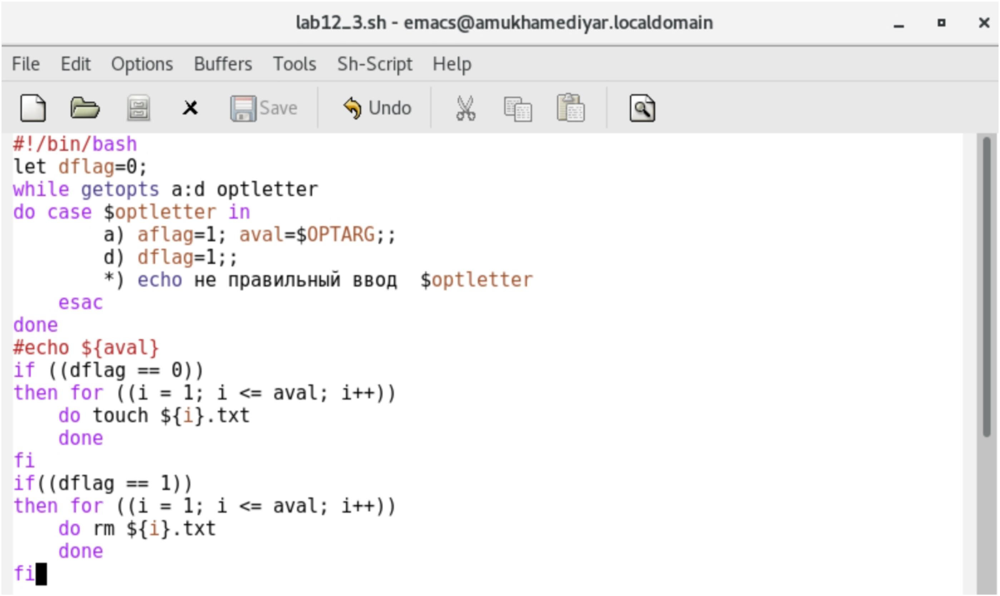 lab12_3.sh - emacs@amukhamediyar.localdomain
File Edit Options Buffers Tools Sh-Script Help
Save Undo
#!/bin/bash
let dflag=0;
while getopts a:d optletter
do case $optletter in
        a) aflag=1; aval=$OPTARG;;
        d) dflag=1;;
        *) echo не правильный ввод  $optletter
    esac
done
#echo ${aval}
if ((dflag == 0))
then for ((i = 1; i <= aval; i++))
    do touch ${i}.txt
    done
fi
if((dflag == 1))
then for ((i = 1; i <= aval; i++))
    do rm ${i}.txt
    done
fi